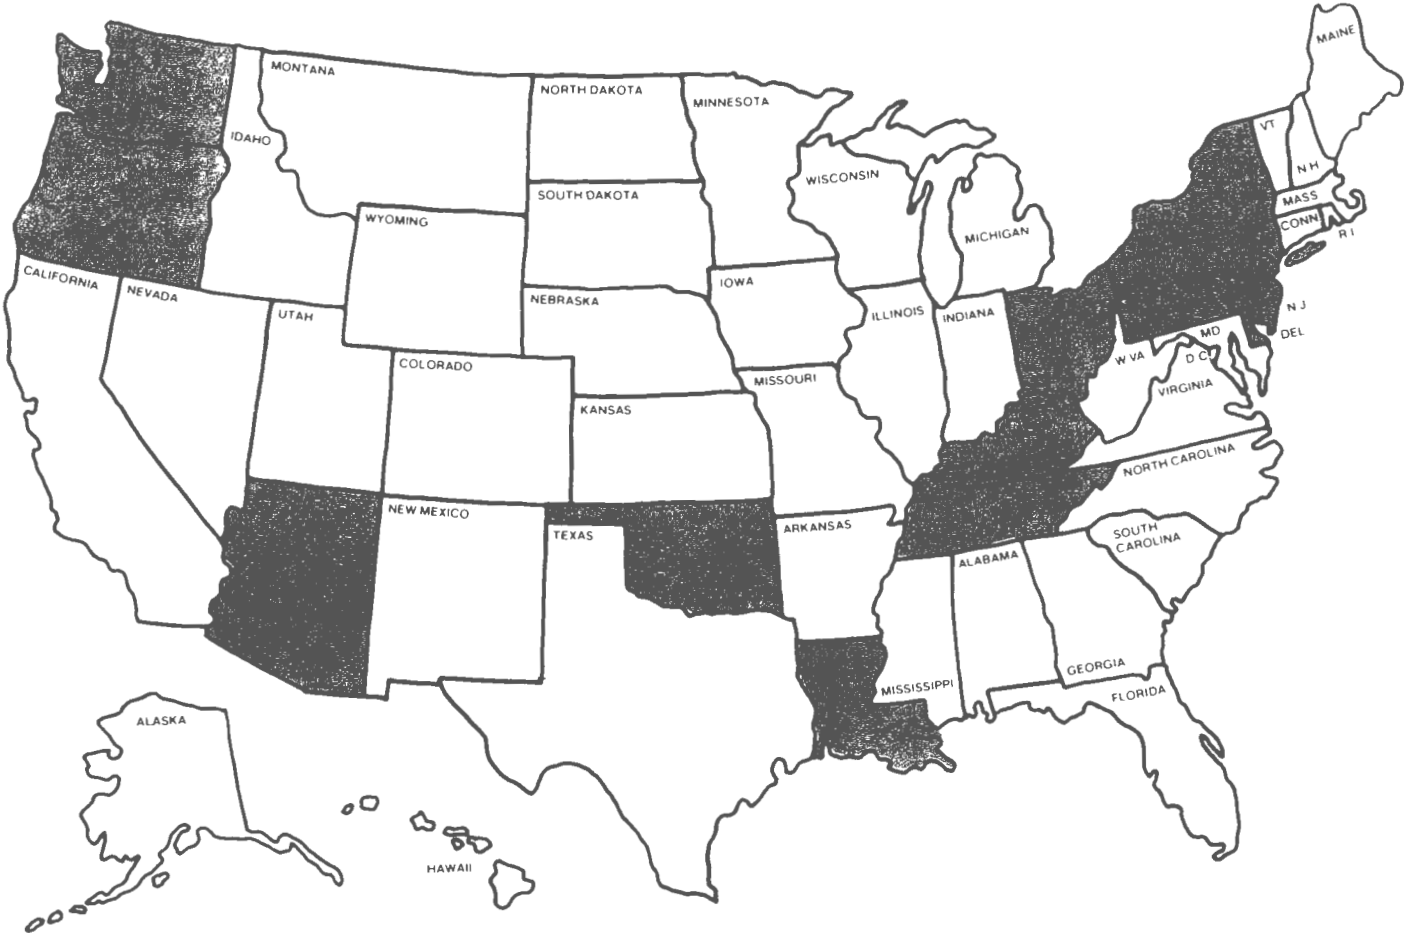 MAINE
MONTANA
NORTH DAKOTA
MINNESOTA
VT
IDAHO
N H
WISCONSIN
SOUTH DAKOTA
MASS
WYOMING
CONN
R I
MICHIGAN
CALIFORNIA
NEVADA
IOWA
NEBRASKA
UTAH
ILLINOIS
INDIANA
N J
MD
DEL
W VA
D C
COLORADO
MISSOURI
VIRGINIA
KANSAS
NORTH CAROLINA
NEW MEXICO
TEXAS
ARKANSAS
SOUTH
CAROLINA
ALABAMA
GEORGIA
MISSISSIPPI
FLORIDA
ALASKA
HAWAII